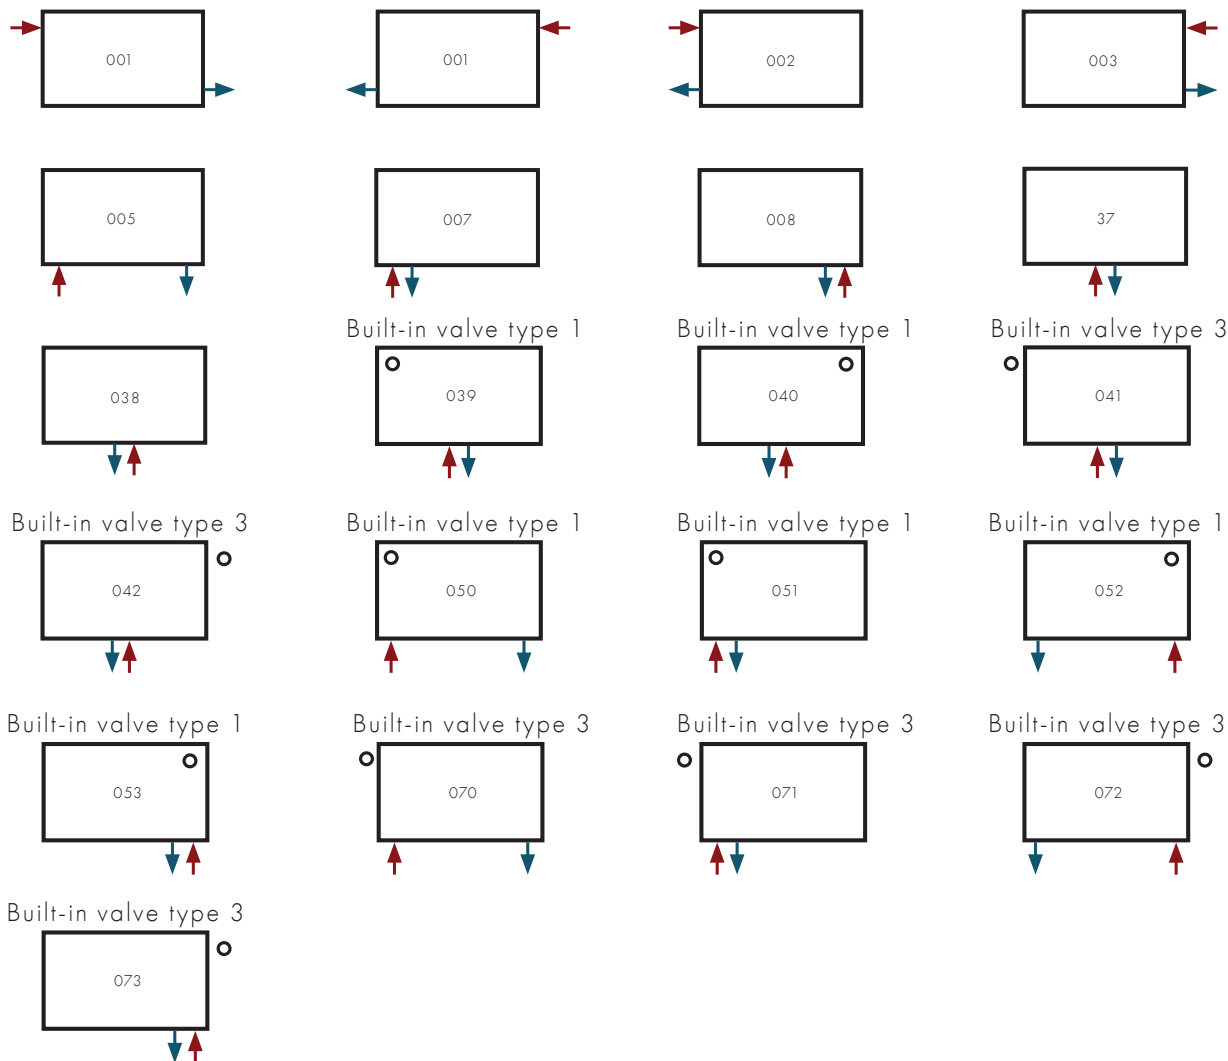 001
001
002
003
005
007
008
37
Built-in valve type 1
Built-in valve type 1
Built-in valve type 3
038
039
040
041
Built-in valve type 3
Built-in valve type 1
Built-in valve type 1
Built-in valve type 1
042
050
051
052
Built-in valve type 1
Built-in valve type 3
Built-in valve type 3
Built-in valve type 3
053
070
071
072
Built-in valve type 3
073